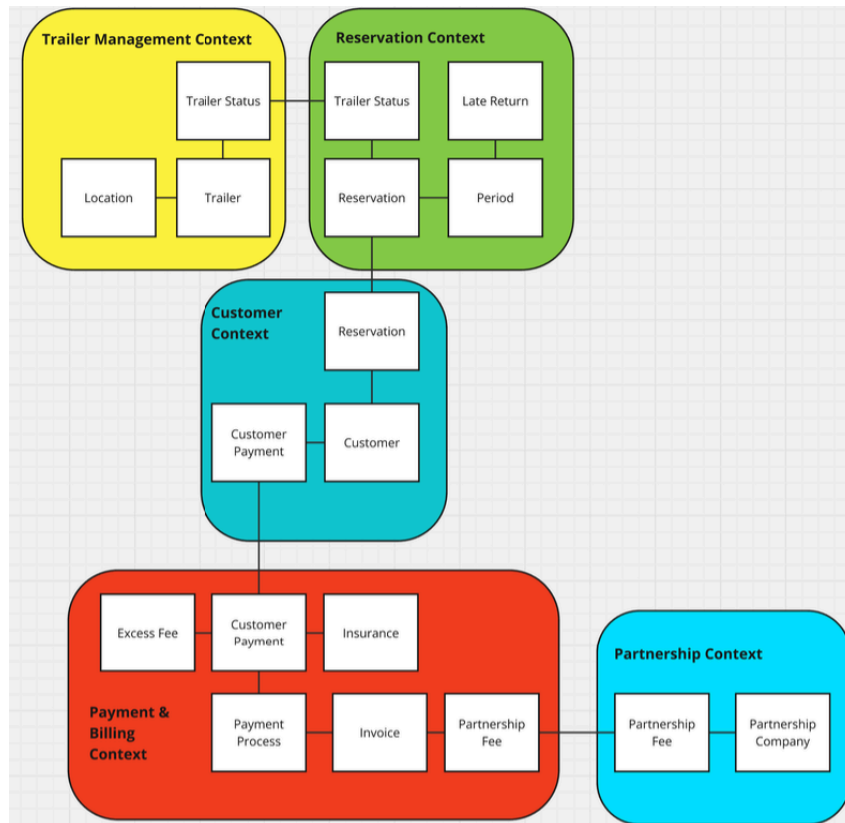 Trailer Management Context
Trailer Status
Location
Trailer
Reservation Context
Trailer Status
Late Return
Reservation
Period
Customer
Context
Reservation
Customer
Payment
Customer
Excess Fee
Customer
Payment
Insurance
Payment &
Billing
Context
Payment
Process
Invoice
Partnership
Fee
Partnership Context
Partnership
Fee
Partnership
Company